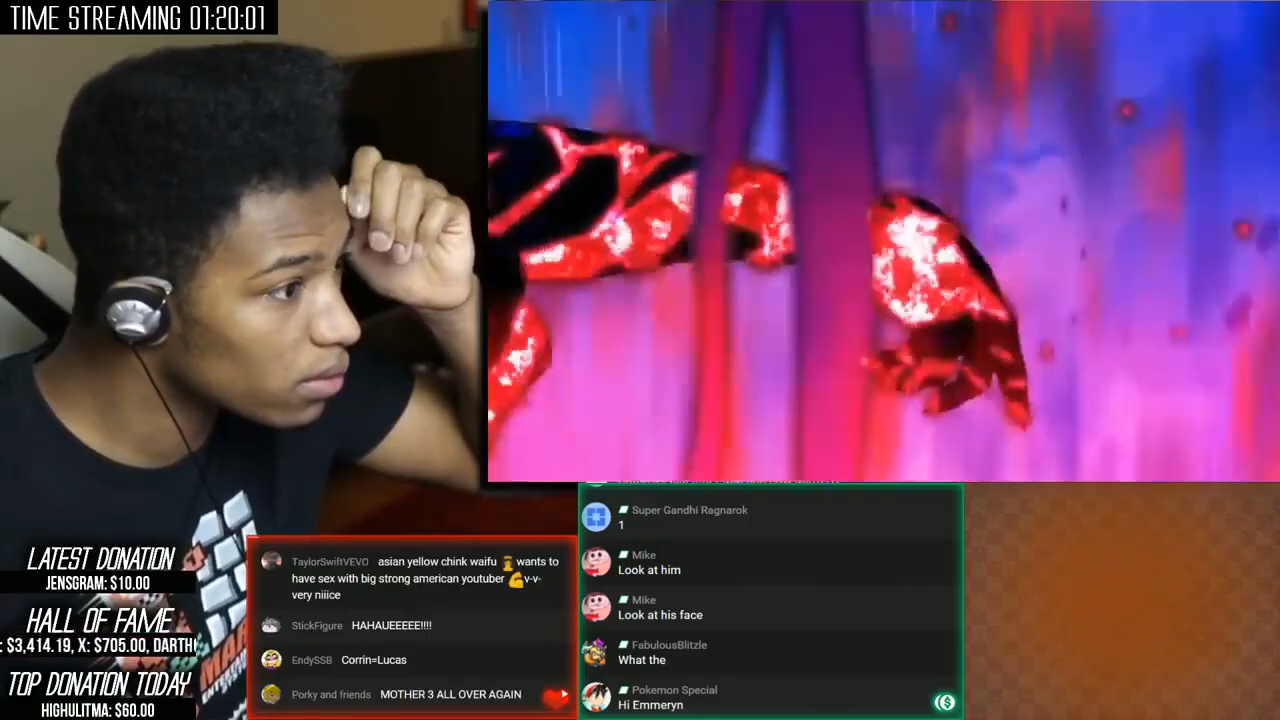 TIME STREAMING 01:20:01
LATEST DONATION
JENSGRAM: $10.00
HALL OF FAME
: $3,414.19, X: $705.00, DARTH
TOP DONATION TODAY
HIGHULITMA: $60.00
TaylorSwiftVEVO asian yellow chink waifu wants to
have sex with big strong american youtuber v-v-
very niiice
StickFigure HAHAUEEEEE!!!!
EndySSB Corrin=Lucas
Porky and friends MOTHER 3 ALL OVER AGAIN
Super Gandhi Ragnarok
1
Mike
Look at him
Mike
Look at his face
FabulousBlitzle
What the
Pokemon Special
Hi Emmeryn